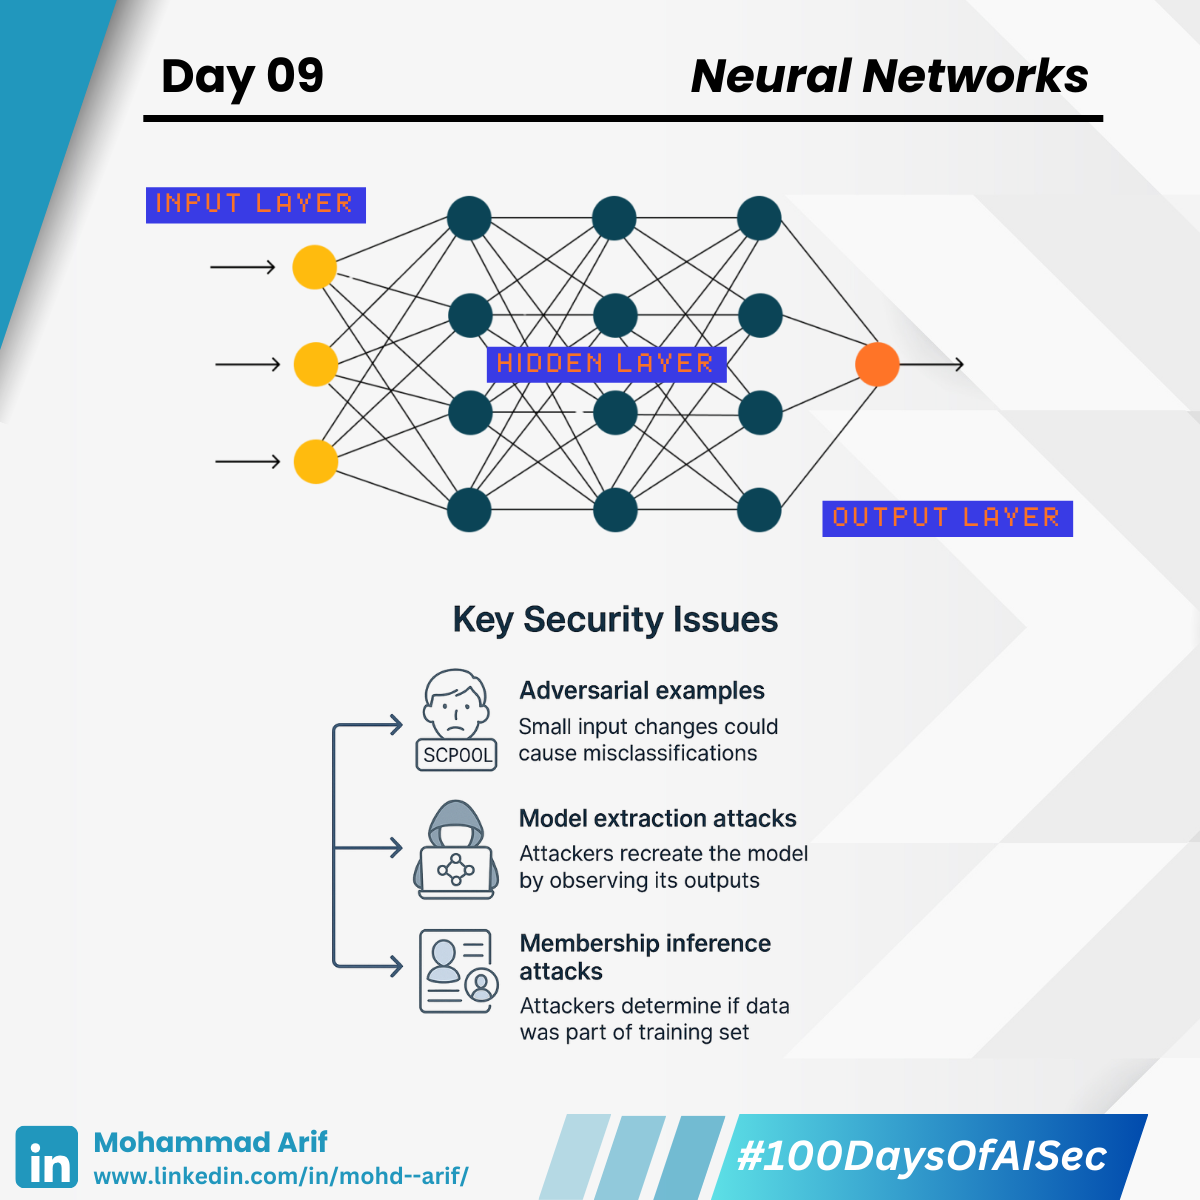 Day 09
Neural Networks
INPUT LAYER
HIDDEN LAYER
OUTPUT LAYER
Key Security Issues
SCPOOL
Adversarial examples
Small input changes could
cause misclassifications
Model extraction attacks
Attackers recreate the model
by observing its outputs
Membership inference
attacks
Attackers determine if data
was part of training set
in
Mohammad Arif
www.linkedin.com/in/mohd--arif/
#100DaysOfAISec